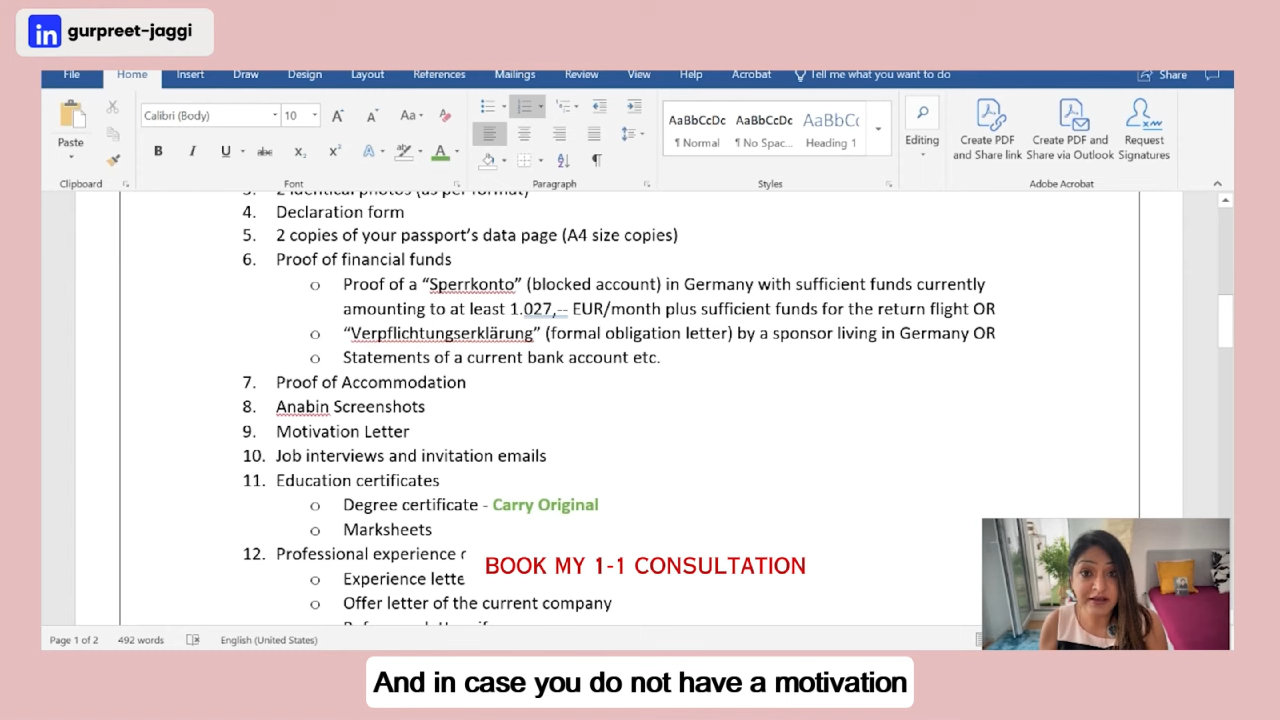 in gurpreet-jaggi
File Home Insert Draw Design Layout References Mailings Review View Help Acrobat Tell me what you want to do Share
Calibri (Body) 10
Paste
Clipboard Font Paragraph
AaBbCcDc AaBbCcDc AaBbCc
¶ Normal ¶ No Spac... Heading 1
Styles
Editing
Create PDF and Share link
Create PDF and Share via Outlook
Request Signatures
Adobe Acrobat
3. 2 identical photos (as per format)
4. Declaration form
5. 2 copies of your passport’s data page (A4 size copies)
6. Proof of financial funds
o Proof of a “Sperrkonto” (blocked account) in Germany with sufficient funds currently
amounting to at least 1.027,-- EUR/month plus sufficient funds for the return flight OR
o “Verpflichtungserklärung” (formal obligation letter) by a sponsor living in Germany OR
o Statements of a current bank account etc.
7. Proof of Accommodation
8. Anabin Screenshots
9. Motivation Letter
10. Job interviews and invitation emails
11. Education certificates
o Degree certificate - Carry Original
o Marksheets
12. Professional experience
BOOK MY 1-1 CONSULTATION
o Experience lette
o Offer letter of the current company
Page 1 of 2 492 words English (United States)
And in case you do not have a motivation